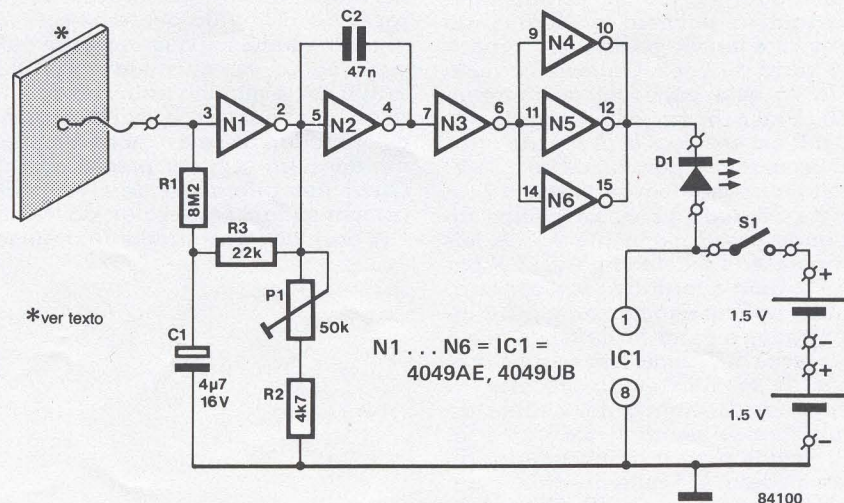 *
C2
47n
9
N4
10
3
N1
2
5
N2
4
7
N3
6
11
N5
12
14
N6
15
D1
S1
R1
8M2
R3
22k
P1
50k
*ver texto
C1
4µ7
16V
R2
4k7
N1 . . . N6 = IC1 =
4049AE, 4049UB
1
IC1
8
+
1.5 V
−
+
1.5 V
−
84100